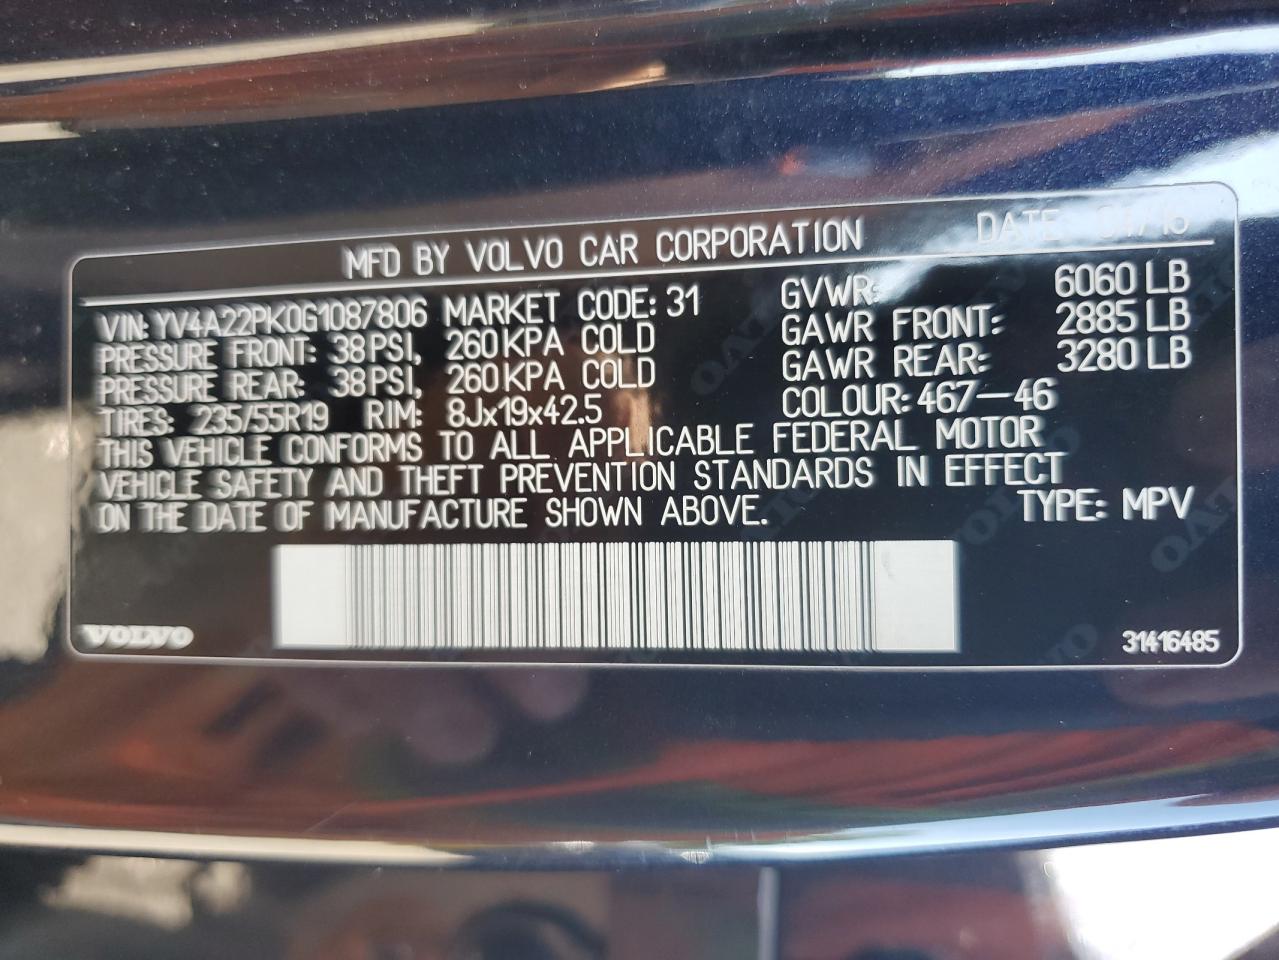 MFD BY VOLVO CAR CORPORATION DATE
VIN: YV4A22PK0G1087806 MARKET CODE: 31 GVWR: 6060 LB
PRESSURE FRONT: 38 PSI, 260 KPA COLD GAWR FRONT: 2885 LB
PRESSURE REAR: 38 PSI, 260 KPA COLD GAWR REAR: 3280 LB
TIRES: 235/55R19 RIM: 8Jx19x42.5 COLOUR: 467-46
THIS VEHICLE CONFORMS TO ALL APPLICABLE FEDERAL MOTOR
VEHICLE SAFETY AND THEFT PREVENTION STANDARDS IN EFFECT
ON THE DATE OF MANUFACTURE SHOWN ABOVE. TYPE: MPV
VOLVO 31416485